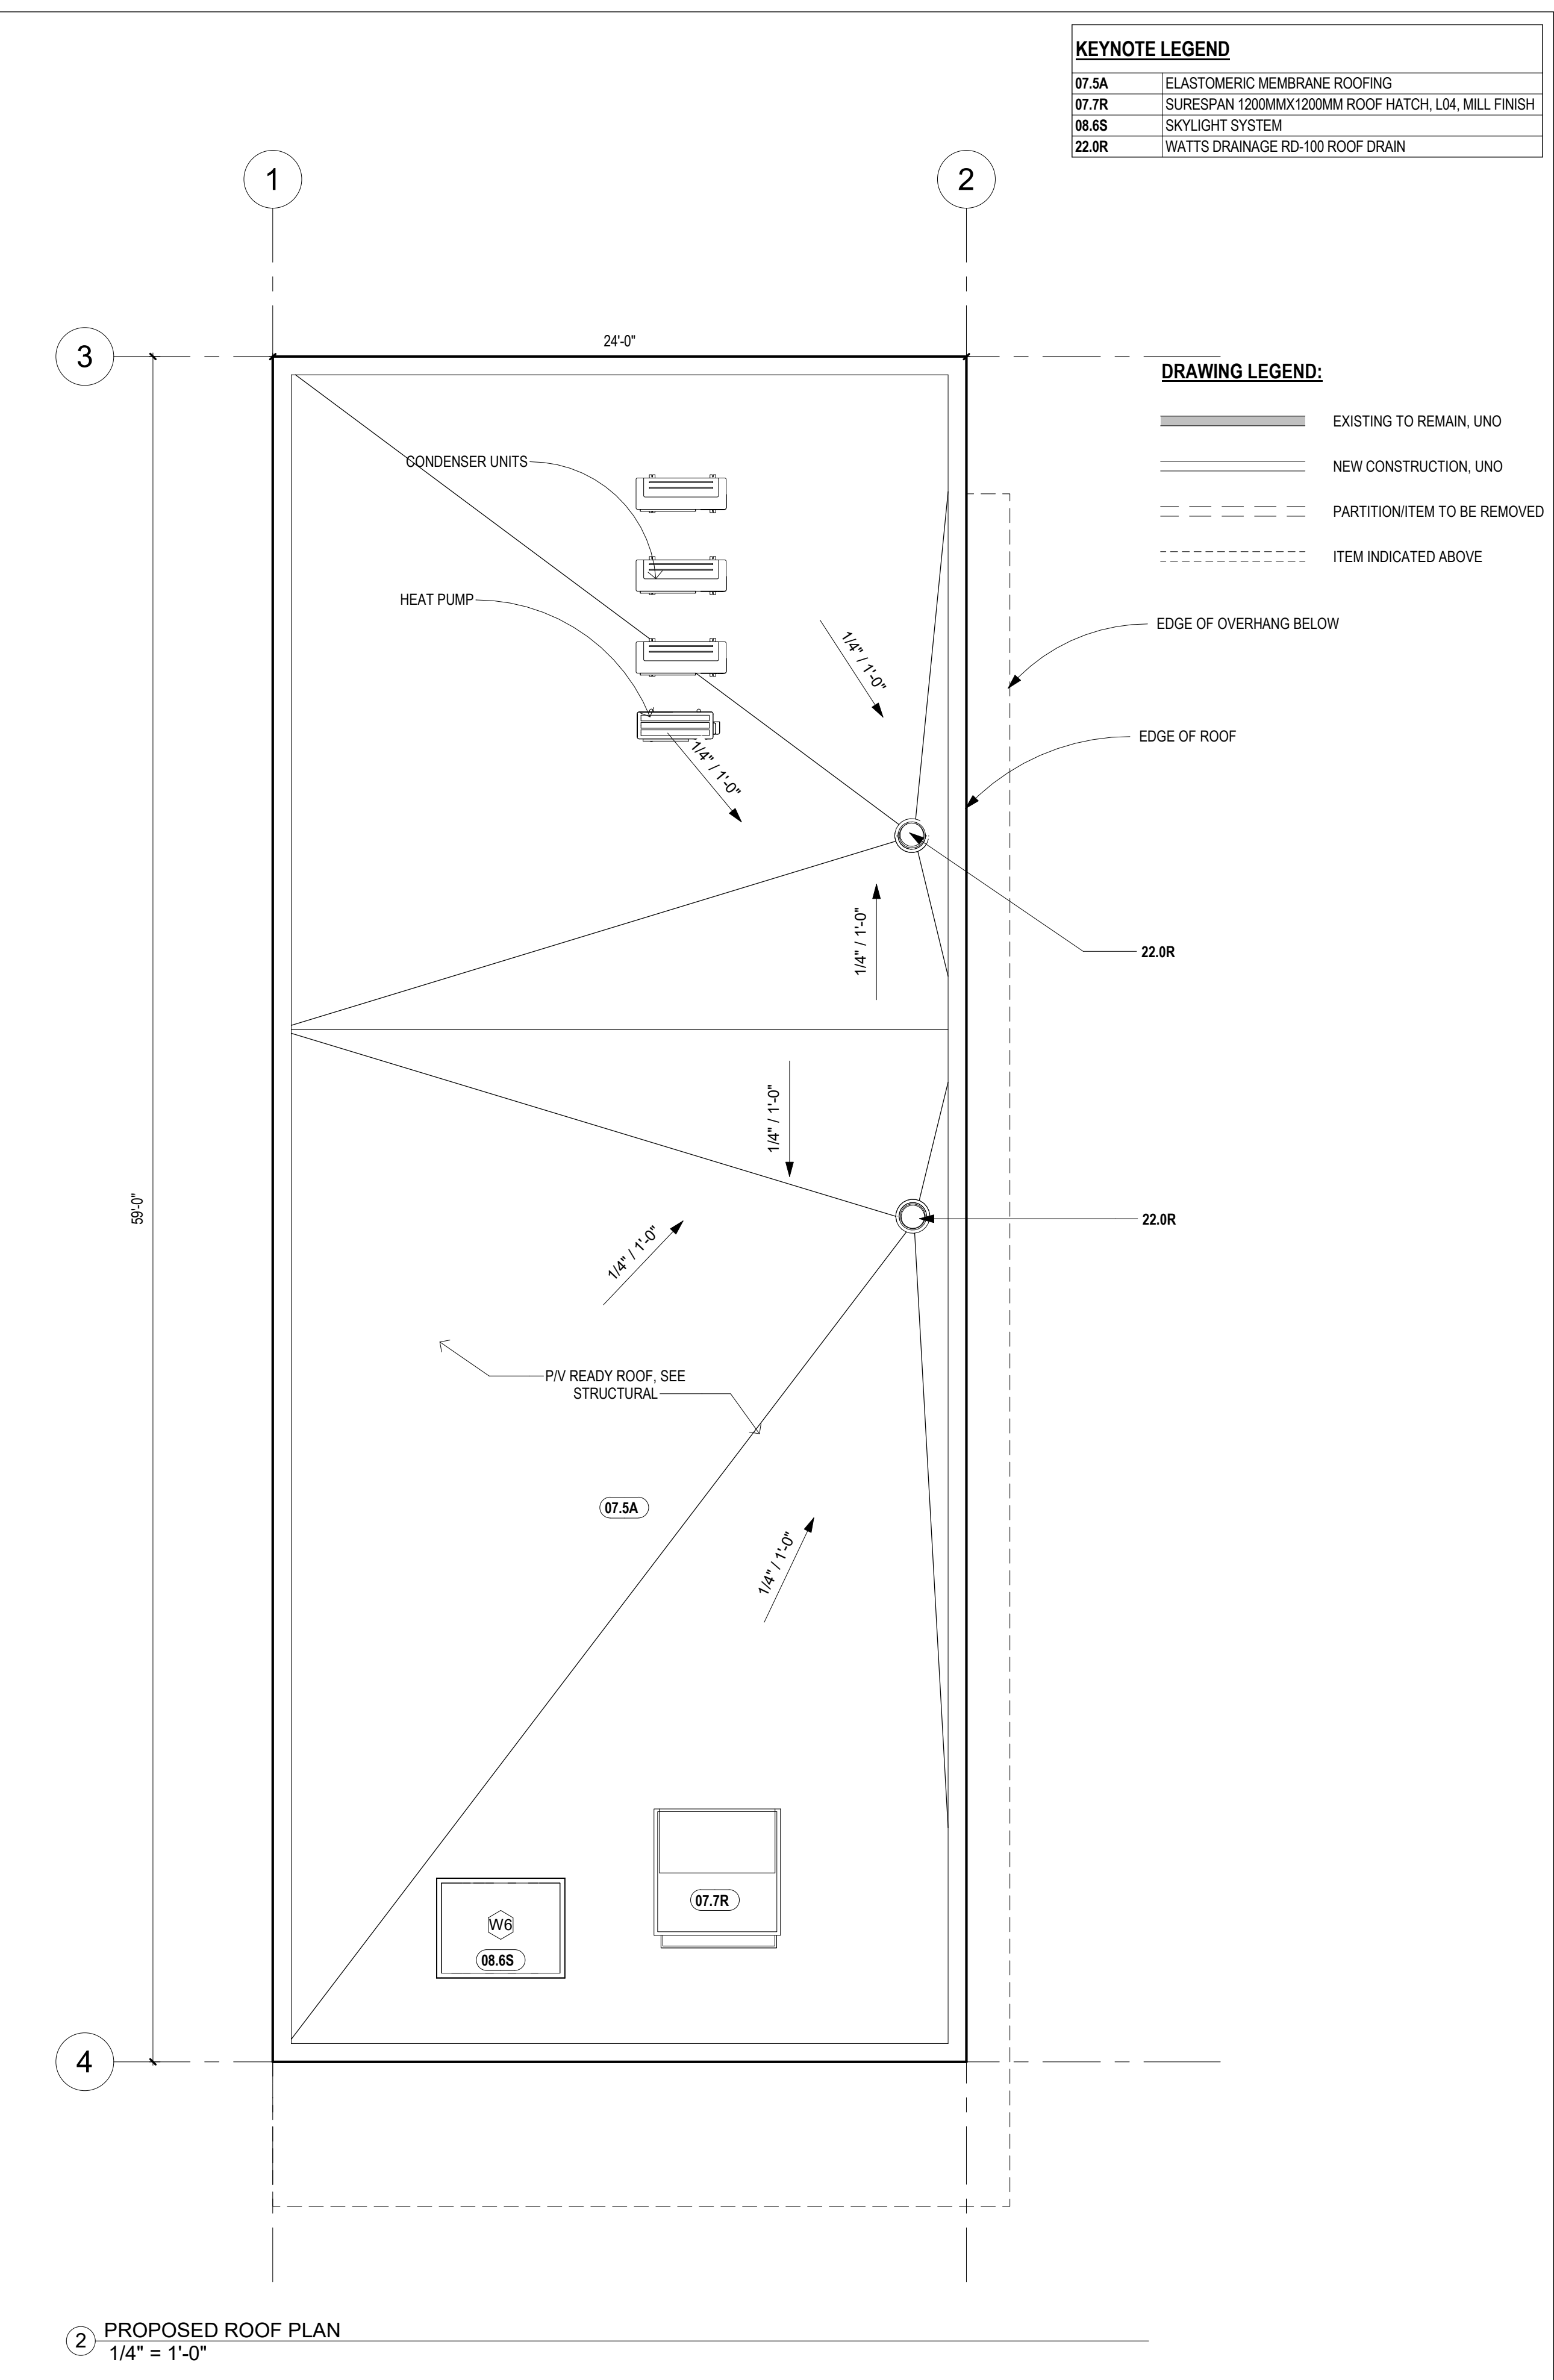 KEYNOTE LEGEND
07.5A ELASTOMERIC MEMBRANE ROOFING
07.7R SURESPAN 1200MMX1200MM ROOF HATCH, L04, MILL FINISH
08.6S SKYLIGHT SYSTEM
22.0R WATTS DRAINAGE RD-100 ROOF DRAIN
1
2
3
24'-0"
DRAWING LEGEND:
EXISTING TO REMAIN, UNO
NEW CONSTRUCTION, UNO
PARTITION/ITEM TO BE REMOVED
ITEM INDICATED ABOVE
CONDENSER UNITS
HEAT PUMP
EDGE OF OVERHANG BELOW
1/4" / 1'-0"
EDGE OF ROOF
1/4" / 1'-0"
1/4" / 1'-0"
22.0R
1/4" / 1'-0"
59'-0"
22.0R
1/4" / 1'-0"
P/V READY ROOF, SEE
STRUCTURAL
07.5A
1/4" / 1'-0"
07.7R
W6
08.6S
4
2 PROPOSED ROOF PLAN
1/4" = 1'-0"